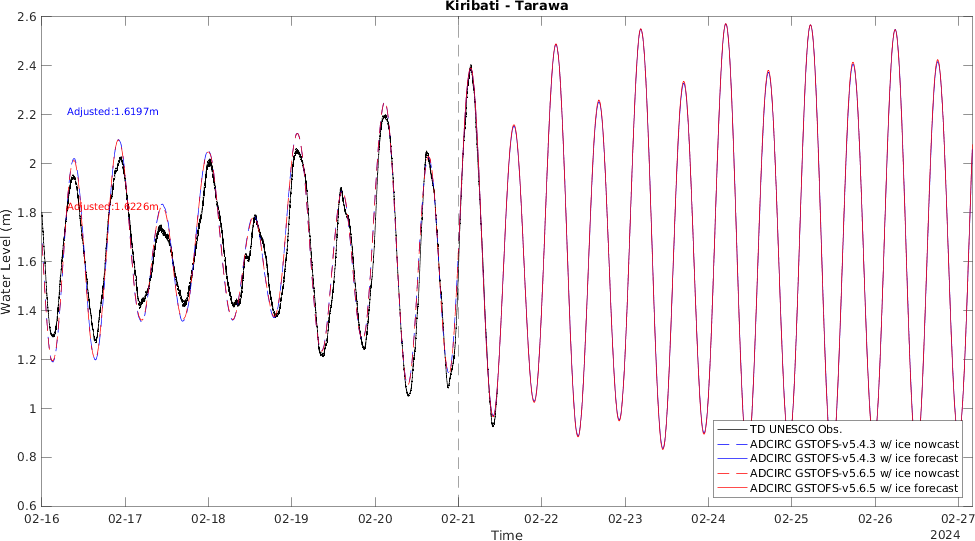 Kiribati - Tarawa
2.6
2.4
2.2
2
1.8
1.6
1.4
1.2
1
0.8
0.6
Water Level (m)
Adjusted:1.6197m
Adjusted:1.6226m
TD UNESCO Obs.
ADCIRC GSTOFS-v5.4.3 w/ ice nowcast
ADCIRC GSTOFS-v5.4.3 w/ ice forecast
ADCIRC GSTOFS-v5.6.5 w/ ice nowcast
ADCIRC GSTOFS-v5.6.5 w/ ice forecast
02-16 02-17 02-18 02-19 02-20 02-21 02-22 02-23 02-24 02-25 02-26 02-27
Time
2024